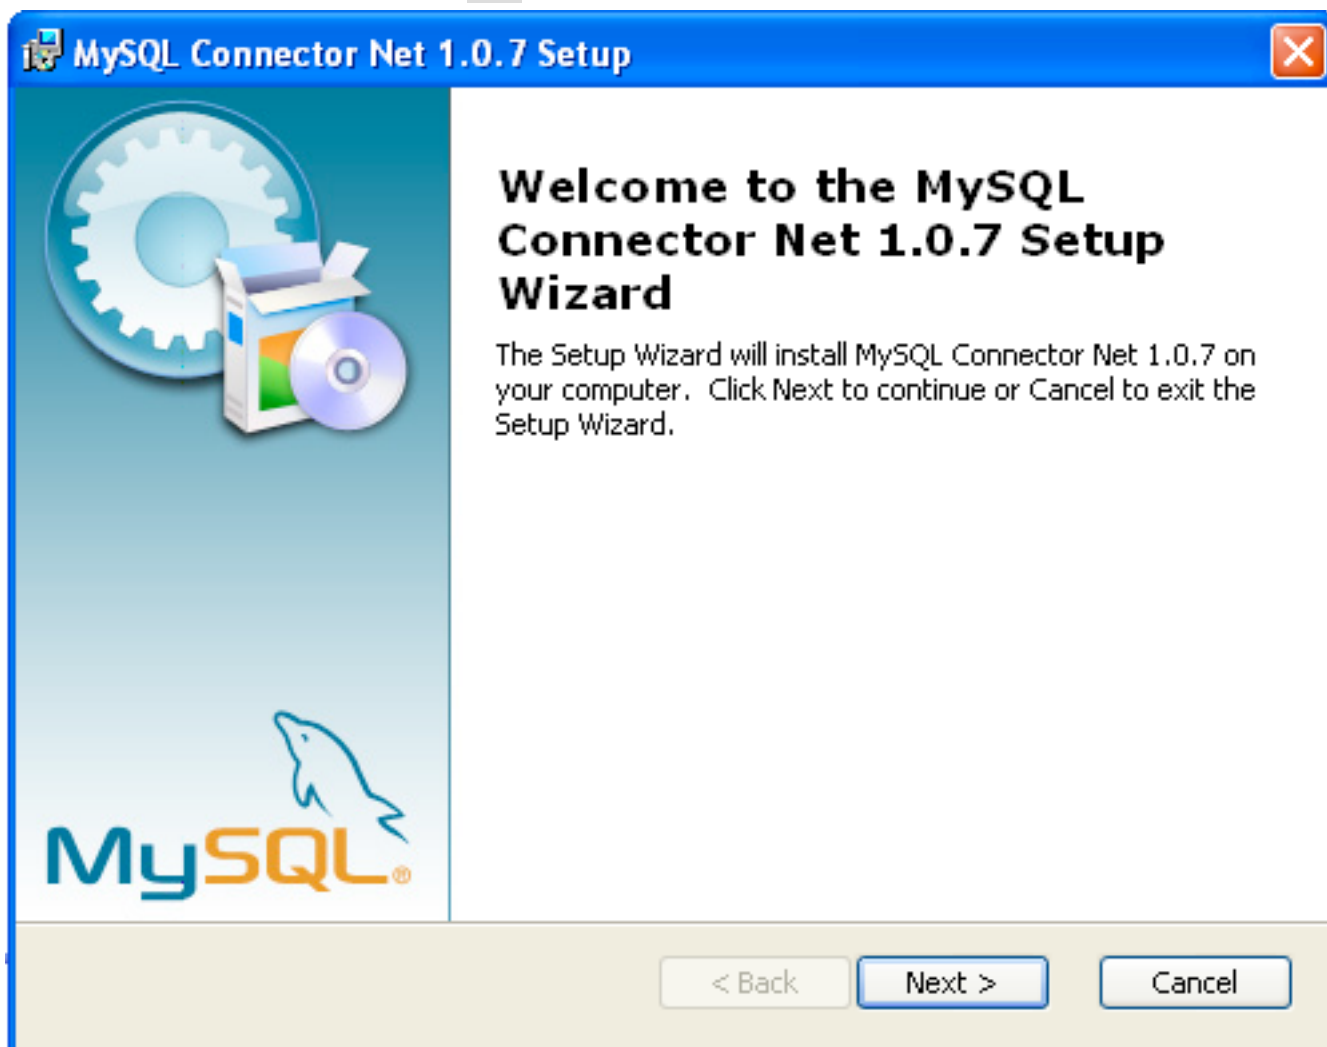 MySQL Connector Net 1.0.7 Setup
Welcome to the MySQL
Connector Net 1.0.7 Setup
Wizard
The Setup Wizard will install MySQL Connector Net 1.0.7 on
your computer.  Click Next to continue or Cancel to exit the
Setup Wizard.
MySQL®
< Back
Next >
Cancel